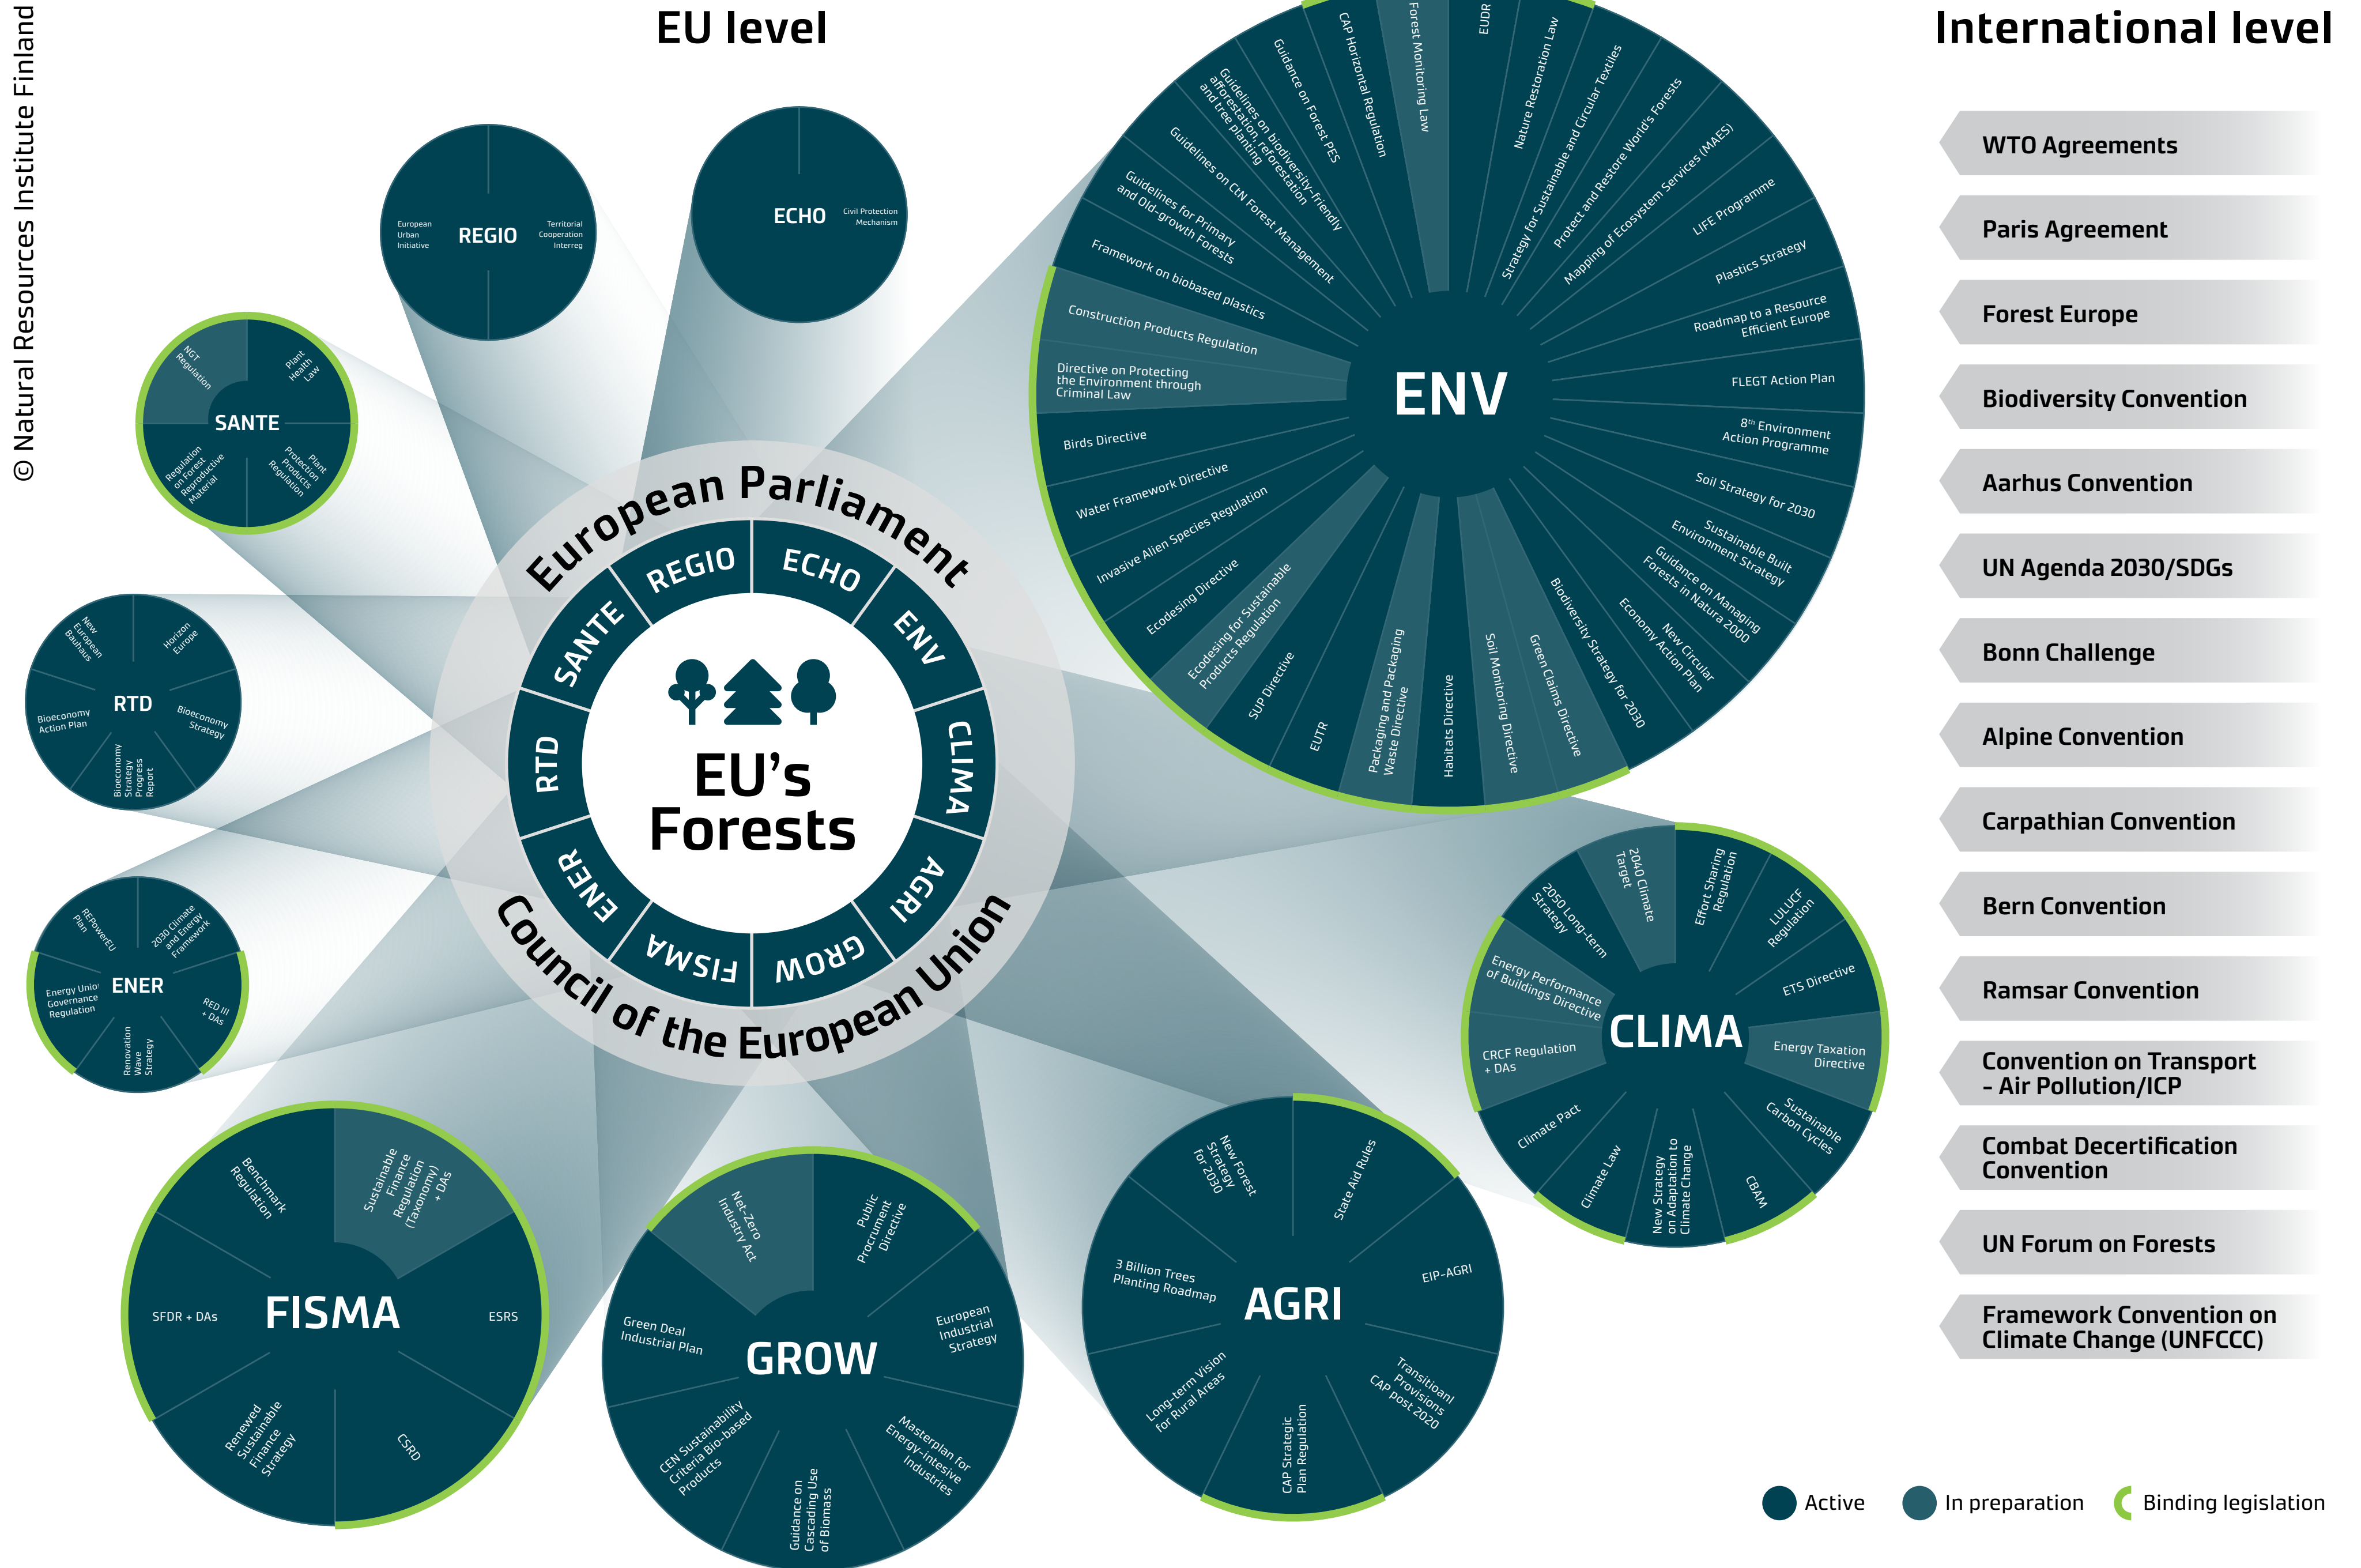 © Natural Resources Institute Finland
EU level
International level
REGIO
European
Urban
Initiative
Territorial
Cooperation
Interreg
ECHO
Civil Protection
Mechanism
SANTE
NGT
Regulation
Plant
Health
Law
Plant
Protection
Products
Regulation
Regulation
on Forest
Reproductive
Material
RTD
New
European
Bauhaus
Horizon
Europe
Bioeconomy
Strategy
Bioeconomy
Strategy
Progress
Report
Bioeconomy
Action Plan
ENER
REPowerEU
Plan
2030 Climate
and Energy
Framework
RED III
+ DAs
Renovation
Wave
Strategy
Energy Union
Governance
Regulation
FISMA
Benchmark
Regulation
Sustainable
Finance
Regulation
(Taxonomy)
+ DAs
ESRS
CSRD
Renewed
Sustainable
Finance
Strategy
SFDR + DAs
GROW
Net-Zero
Industry Act
Public
Procrument
Directive
European
Industrial
Strategy
Masterplan for
Energy-intesive
Industries
Guidance on
Cascading Use
of Biomass
CEN Sustainability
Criteria Bio-based
Products
Green Deal
Industrial Plan
AGRI
New Forest
Strategy
for 2030
State Aid Rules
EIP-AGRI
Transitioanl
Provisions
CAP post 2020
CAP Strategic
Plan Regulation
Long-term Vision
for Rural Areas
3 Billion Trees
Planting Roadmap
CLIMA
2040 Climate
Target
Effort Sharing
Regulation
LULUCF
Regulation
ETS Directive
Energy Taxation
Directive
Sustainable
Carbon Cycles
CBAM
New Strategy
on Adaptation to
Climate Change
Climate Law
Climate Pact
CRCF Regulation
+ DAs
Energy Performance
of Buildings Directive
2050 Long-term
Strategy
ENV
Forest Monitoring Law
EUDR
Nature Restoration Law
Strategy for Sustainable and Circular Textiles
Protect and Restore World's Forests
Mapping of Ecosystem Services (MAES)
LIFE Programme
Plastics Strategy
Roadmap to a Resource
Efficient Europe
FLEGT Action Plan
8th Environment
Action Programme
Soil Strategy for 2030
Sustainable Built
Environment Strategy
Guidance on Managing
Forests in Natura 2000
New Circular
Economy Action Plan
Biodiversity Strategy for 2030
Green Claims Directive
Soil Monitoring Directive
Habitats Directive
Packaging and Packaging
Waste Directive
EUTR
SUP Directive
Ecodesing for Sustainable
Products Regulation
Ecodesing Directive
Invasive Alien Species Regulation
Water Framework Directive
Birds Directive
Directive on Protecting
the Environment through
Criminal Law
Construction Products Regulation
Framework on biobased plastics
Guidelines for Primary
and Old-growth Forests
Guidelines on CtN Forest Management
Guidelines on biodiversity-friendly
afforestation, reforestation
and tree planting
Guidance on Forest PES
CAP Horizontal Regulation
European Parliament
Council of the European Union
REGIO
ECHO
ENV
CLIMA
AGRI
GROW
FISMA
ENER
RTD
SANTE
EU's
Forests
WTO Agreements
Paris Agreement
Forest Europe
Biodiversity Convention
Aarhus Convention
UN Agenda 2030/SDGs
Bonn Challenge
Alpine Convention
Carpathian Convention
Bern Convention
Ramsar Convention
Convention on Transport
– Air Pollution/ICP
Combat Decertification
Convention
UN Forum on Forests
Framework Convention on
Climate Change (UNFCCC)
Active
In preparation
Binding legislation